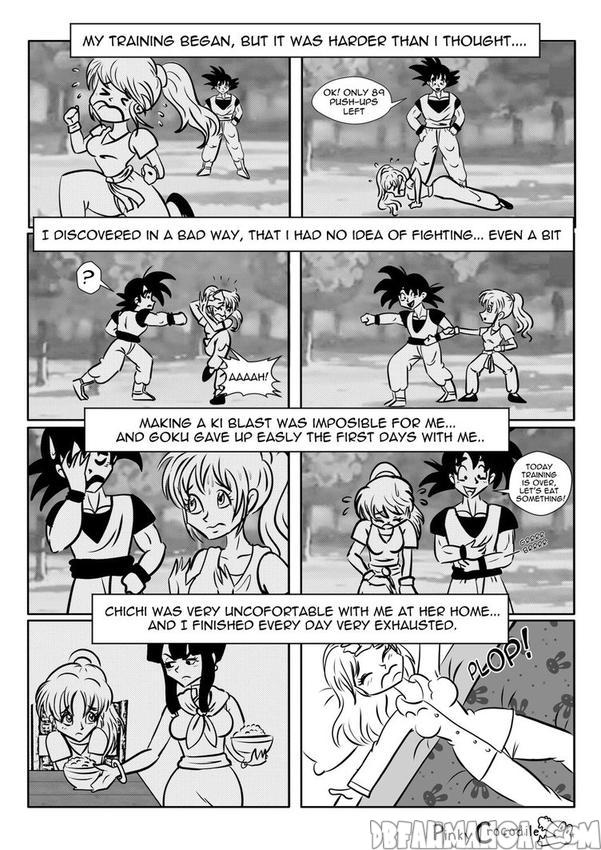 MY TRAINING BEGAN, BUT IT WAS HARDER THAN I THOUGHT....
OK! ONLY 89
PUSH-UPS
LEFT
I DISCOVERED IN A BAD WAY, THAT I HAD NO IDEA OF FIGHTING... EVEN A BIT
?
AAAAH!
MAKING A KI BLAST WAS IMPOSIBLE FOR ME...
AND GOKU GAVE UP EASLY THE FIRST DAYS WITH ME..
TODAY
TRAINING
IS OVER,
LET'S EAT
SOMETHING!
CHICHI WAS VERY UNCOFORTABLE WITH ME AT HER HOME...
AND I FINISHED EVERY DAY VERY EXHAUSTED.
PLOP!
Pinky Crocodile